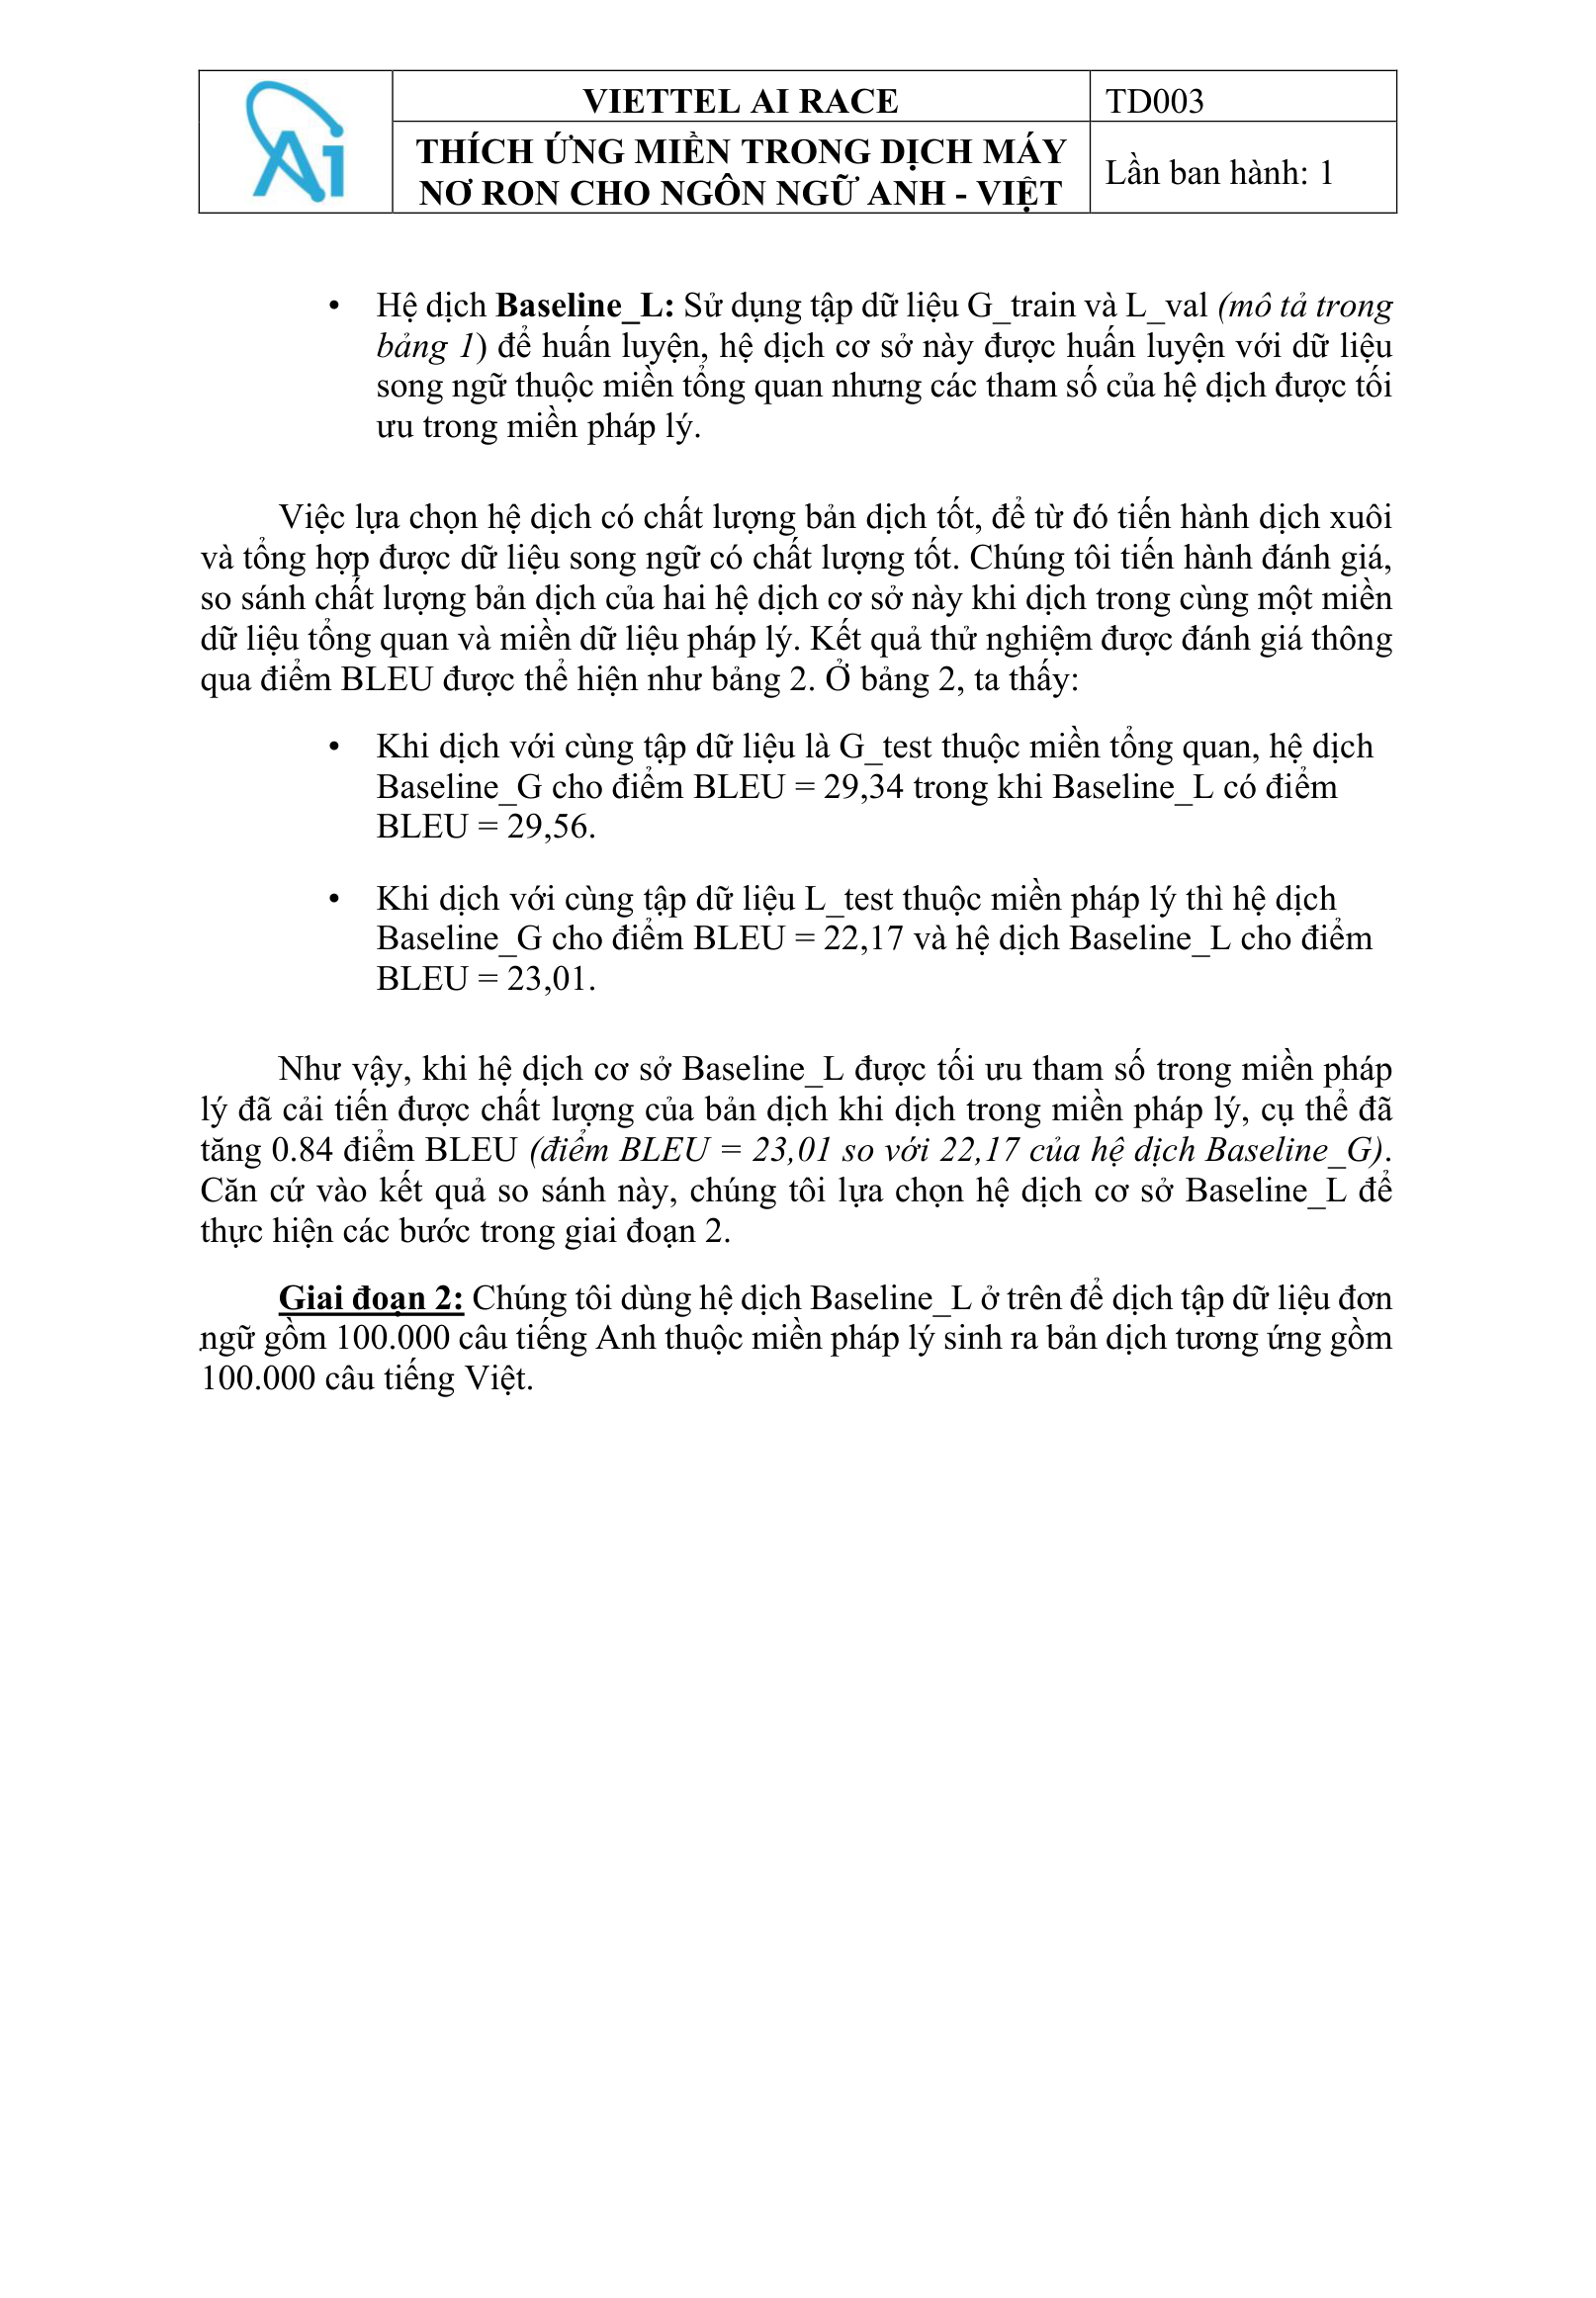 Ai
VIETTEL AI RACE
TD003
THÍCH ỨNG MIỀN TRONG DỊCH MÁY
NƠ RON CHO NGÔN NGỮ ANH - VIỆT
Lần ban hành: 1
• Hệ dịch Baseline_L: Sử dụng tập dữ liệu G_train và L_val (mô tả trong
bảng 1) để huấn luyện, hệ dịch cơ sở này được huấn luyện với dữ liệu
song ngữ thuộc miền tổng quan nhưng các tham số của hệ dịch được tối
ưu trong miền pháp lý.
Việc lựa chọn hệ dịch có chất lượng bản dịch tốt, để từ đó tiến hành dịch xuôi
và tổng hợp được dữ liệu song ngữ có chất lượng tốt. Chúng tôi tiến hành đánh giá,
so sánh chất lượng bản dịch của hai hệ dịch cơ sở này khi dịch trong cùng một miền
dữ liệu tổng quan và miền dữ liệu pháp lý. Kết quả thử nghiệm được đánh giá thông
qua điểm BLEU được thể hiện như bảng 2. Ở bảng 2, ta thấy:
• Khi dịch với cùng tập dữ liệu là G_test thuộc miền tổng quan, hệ dịch
Baseline_G cho điểm BLEU = 29,34 trong khi Baseline_L có điểm
BLEU = 29,56.
• Khi dịch với cùng tập dữ liệu L_test thuộc miền pháp lý thì hệ dịch
Baseline_G cho điểm BLEU = 22,17 và hệ dịch Baseline_L cho điểm
BLEU = 23,01.
Như vậy, khi hệ dịch cơ sở Baseline_L được tối ưu tham số trong miền pháp
lý đã cải tiến được chất lượng của bản dịch khi dịch trong miền pháp lý, cụ thể đã
tăng 0.84 điểm BLEU (điểm BLEU = 23,01 so với 22,17 của hệ dịch Baseline_G).
Căn cứ vào kết quả so sánh này, chúng tôi lựa chọn hệ dịch cơ sở Baseline_L để
thực hiện các bước trong giai đoạn 2.
Giai đoạn 2: Chúng tôi dùng hệ dịch Baseline_L ở trên để dịch tập dữ liệu đơn
ngữ gồm 100.000 câu tiếng Anh thuộc miền pháp lý sinh ra bản dịch tương ứng gồm
100.000 câu tiếng Việt.